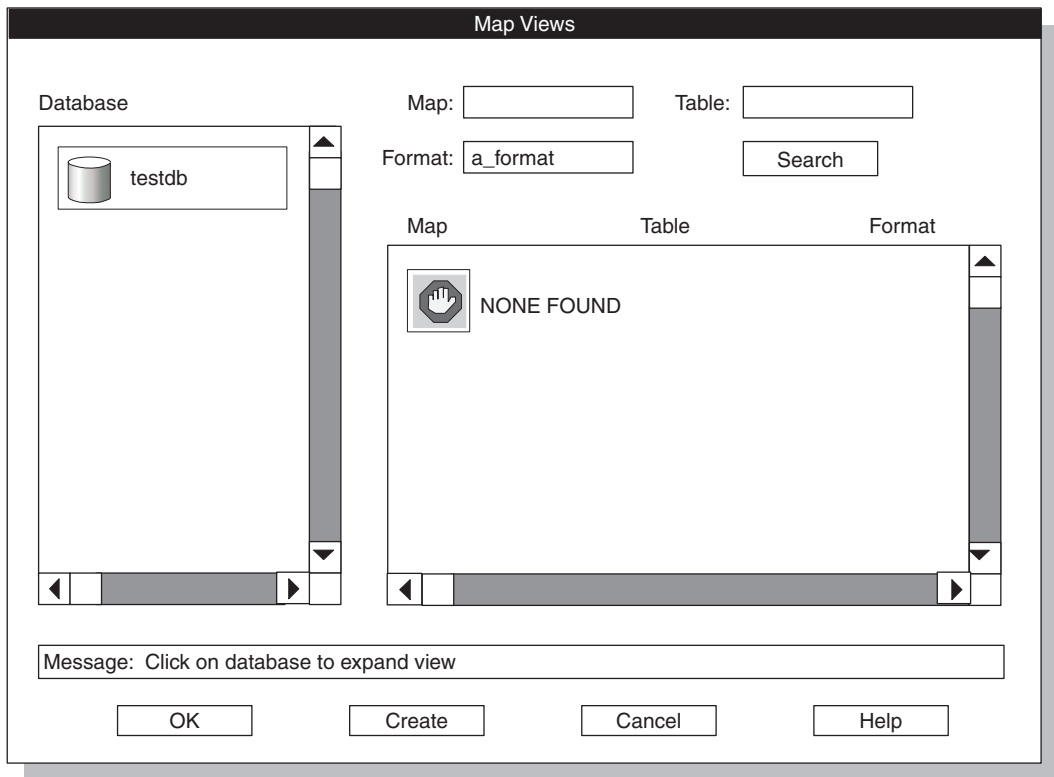 Map Views
Database
Map:
Table:
Format: a_format
Search
testdb
Map Table Format
NONE FOUND
Message: Click on database to expand view
OK Create Cancel Help